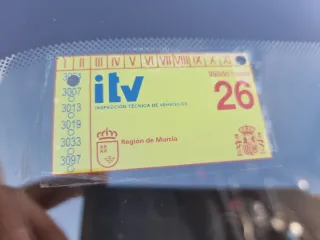 I II III IV V VI VII VIII IX X XI
3007
3013
3019
3033
3097
itv
INSPECCIÓN TÉCNICA DE VEHÍCULOS
26
Región de Murcia